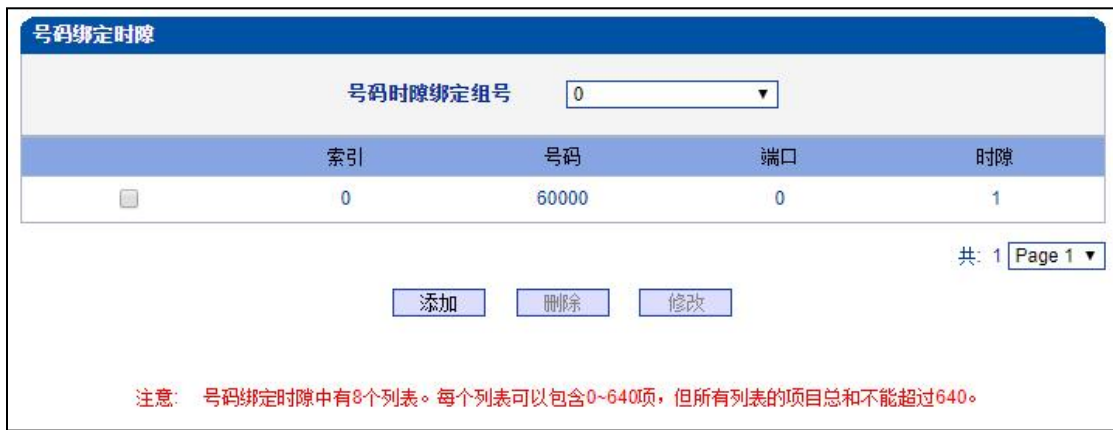 号码绑定时隙
号码时隙绑定组号 0
索引 号码 端口 时隙
0 60000 0 1
共: 1 Page 1
添加 删除 修改
注意: 号码绑定时隙中有8个列表。每个列表可以包含0~640项，但所有列表的项目总和不能超过640。